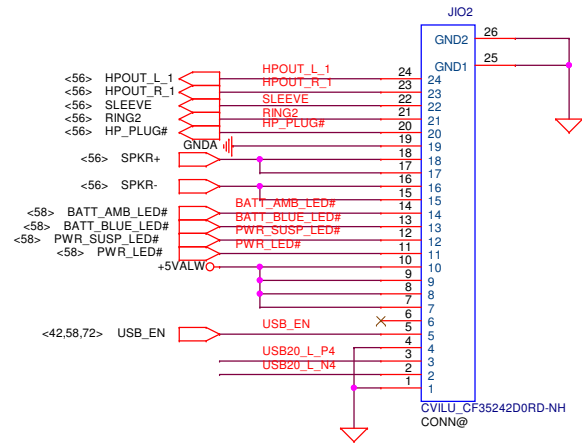 JIO2
GND2 26
GND1 25
<56> HPOUT_L_1 HPOUT_L_1 24 24
<56> HPOUT_R_1 HPOUT_R_1 23 23
<56> SLEEVE SLEEVE 22 22
<56> RING2 RING2 21 21
<56> HP_PLUG# HP_PLUG# 20 20
GNDA 19 19
<56> SPKR+ 18 18
17 17
<56> SPKR- 16 16
15 15
<58> BATT_AMB_LED# BATT_AMB_LED# 14 14
<58> BATT_BLUE_LED# BATT_BLUE_LED# 13 13
<58> PWR_SUSP_LED# PWR_SUSP_LED# 12 12
<58> PWR_LED# PWR_LED# 11 11
+5VALW 10 10
9 9
8 8
7 7
6 6
<42,58,72> USB_EN USB_EN 5 5
4 4
USB20_L_P4 3 3
USB20_L_N4 2 2
1 1
CVILU_CF35242D0RD-NH
CONN@